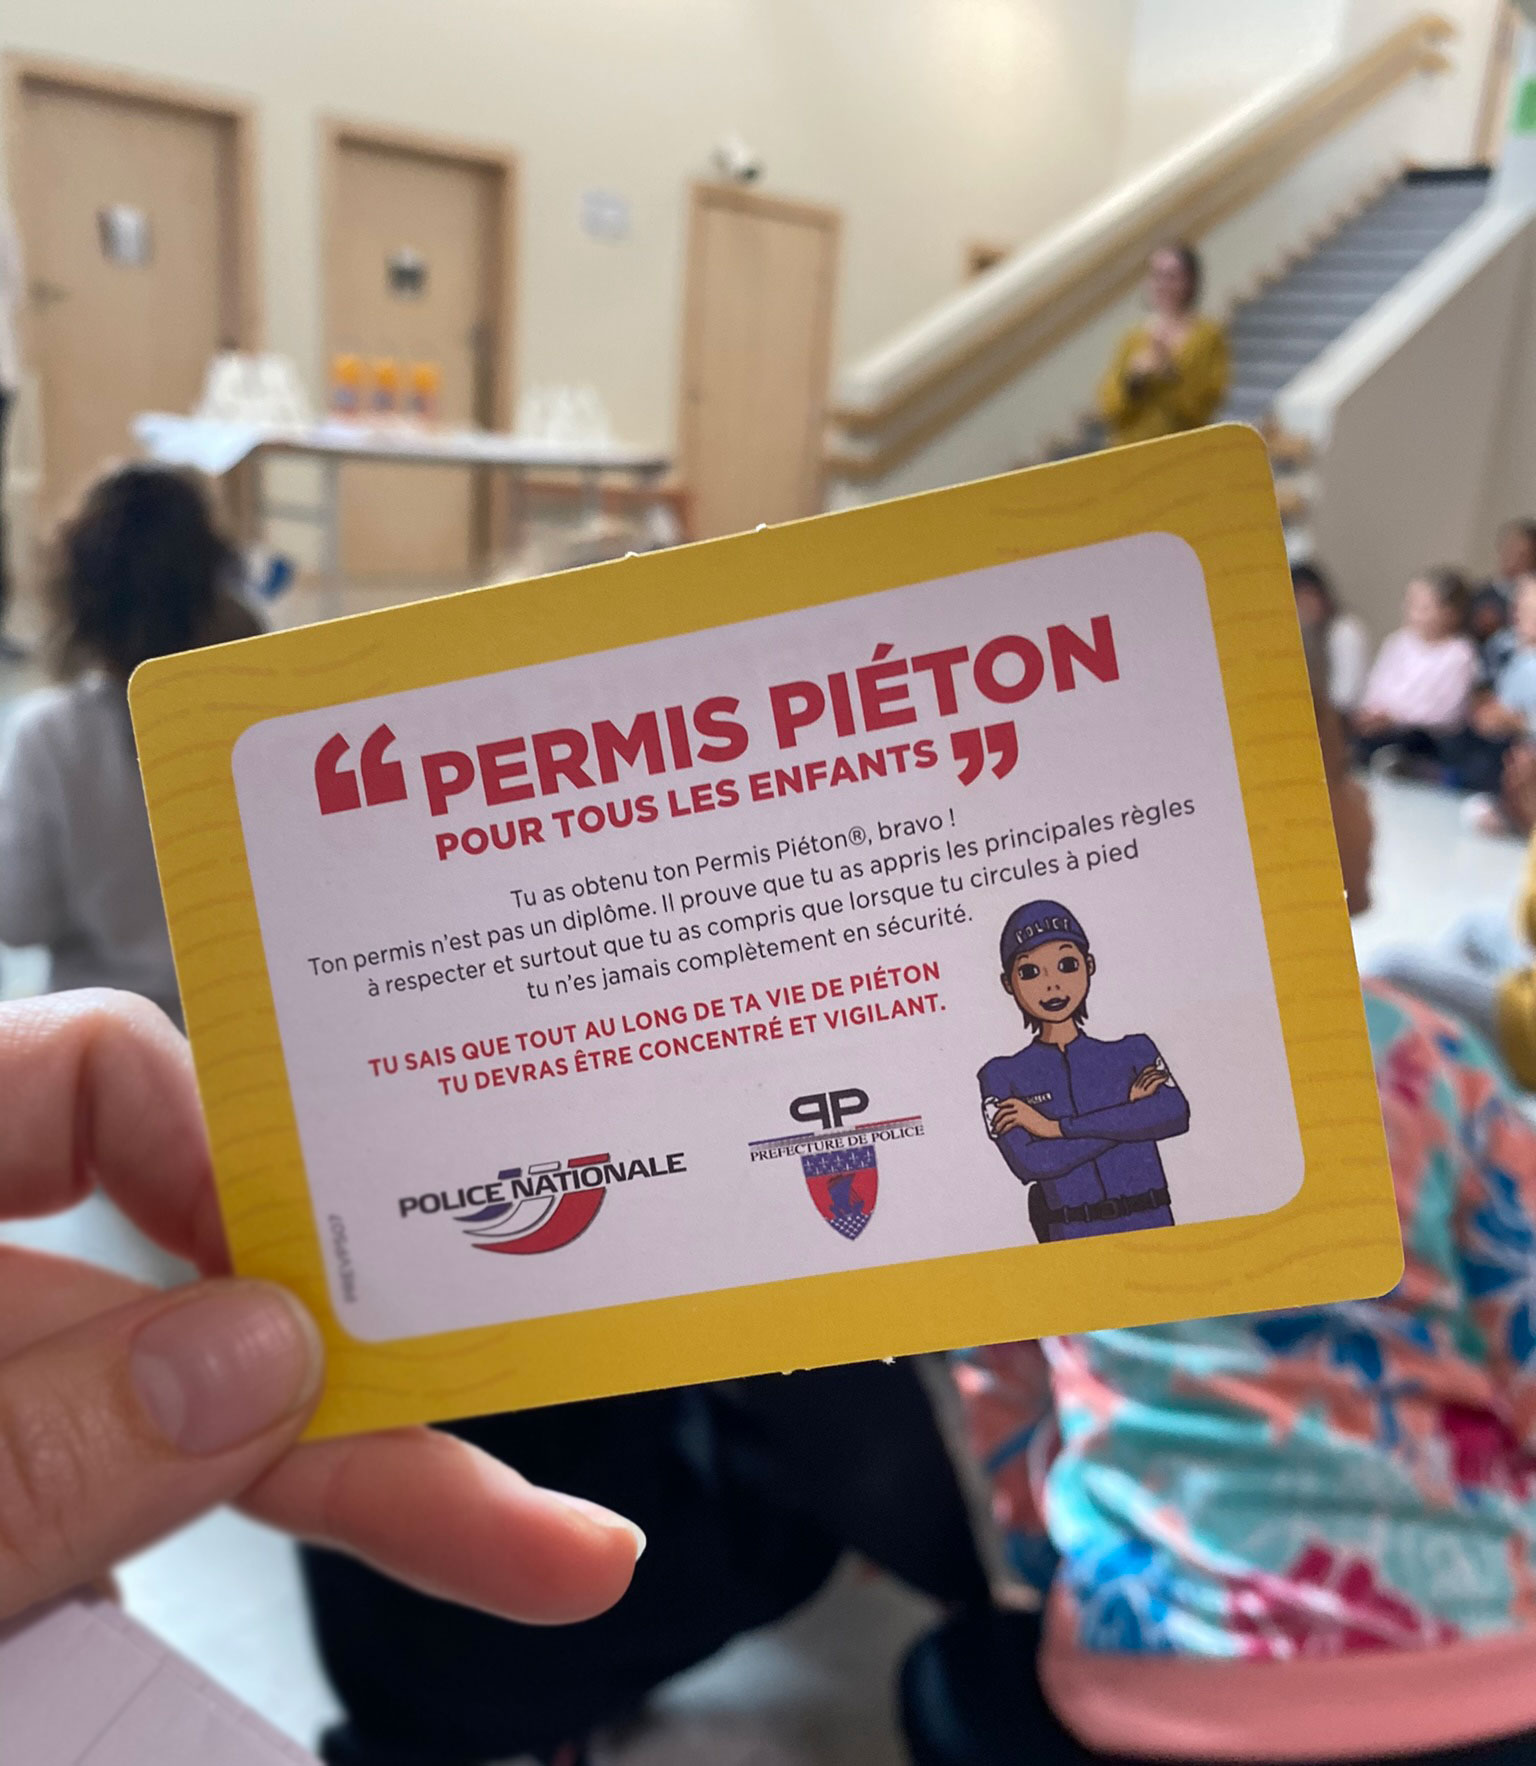 “ PERMIS PIÉTON
POUR TOUS LES ENFANTS ”
Tu as obtenu ton Permis Piéton®, bravo !
Ton permis n’est pas un diplôme. Il prouve que tu as appris les principales règles
à respecter et surtout que tu as compris que lorsque tu circules à pied
tu n’es jamais complètement en sécurité.
TU SAIS QUE TOUT AU LONG DE TA VIE DE PIÉTON
TU DEVRAS ÊTRE CONCENTRÉ ET VIGILANT.
POLICE
POLICE NATIONALE
PP
PREFECTURE DE POLICE